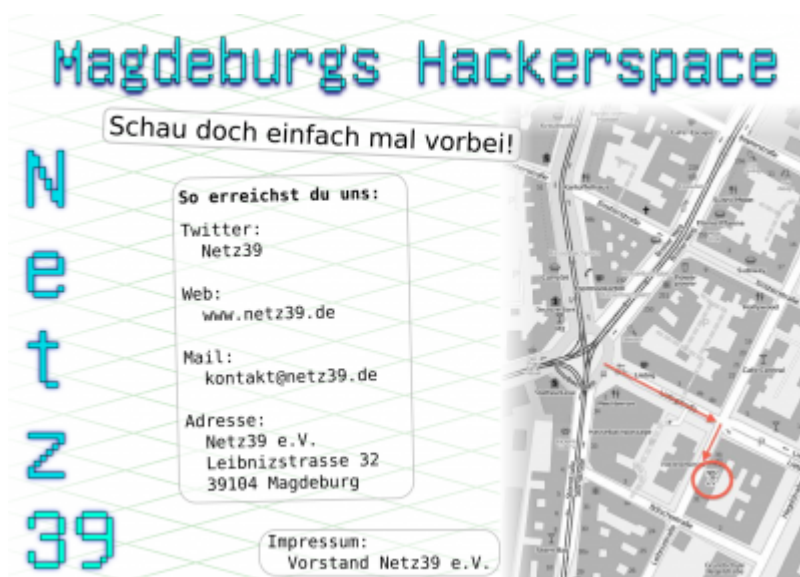 Magdeburgs Hackerspace
Schau doch einfach mal vorbei!
Netz39
So erreichst du uns:
Twitter:
Netz39
Web:
www.netz39.de
Mail:
kontakt@netz39.de
Adresse:
Netz39 e.V.
Leibnizstrasse 32
39104 Magdeburg
Impressum:
Vorstand Netz39 e.V.